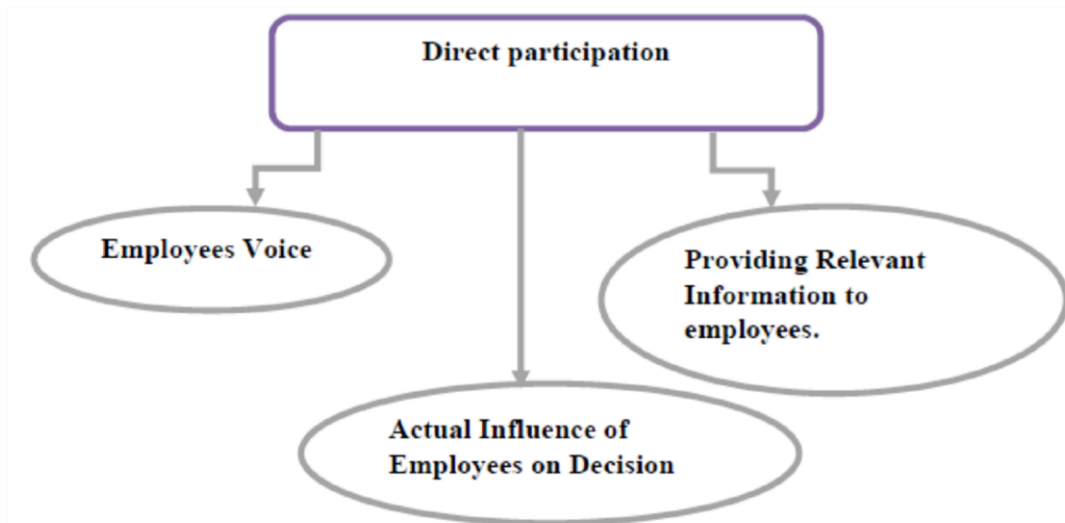 Direct participation
Employees Voice
Providing Relevant
Information to
employees.
Actual Influence of
Employees on Decision